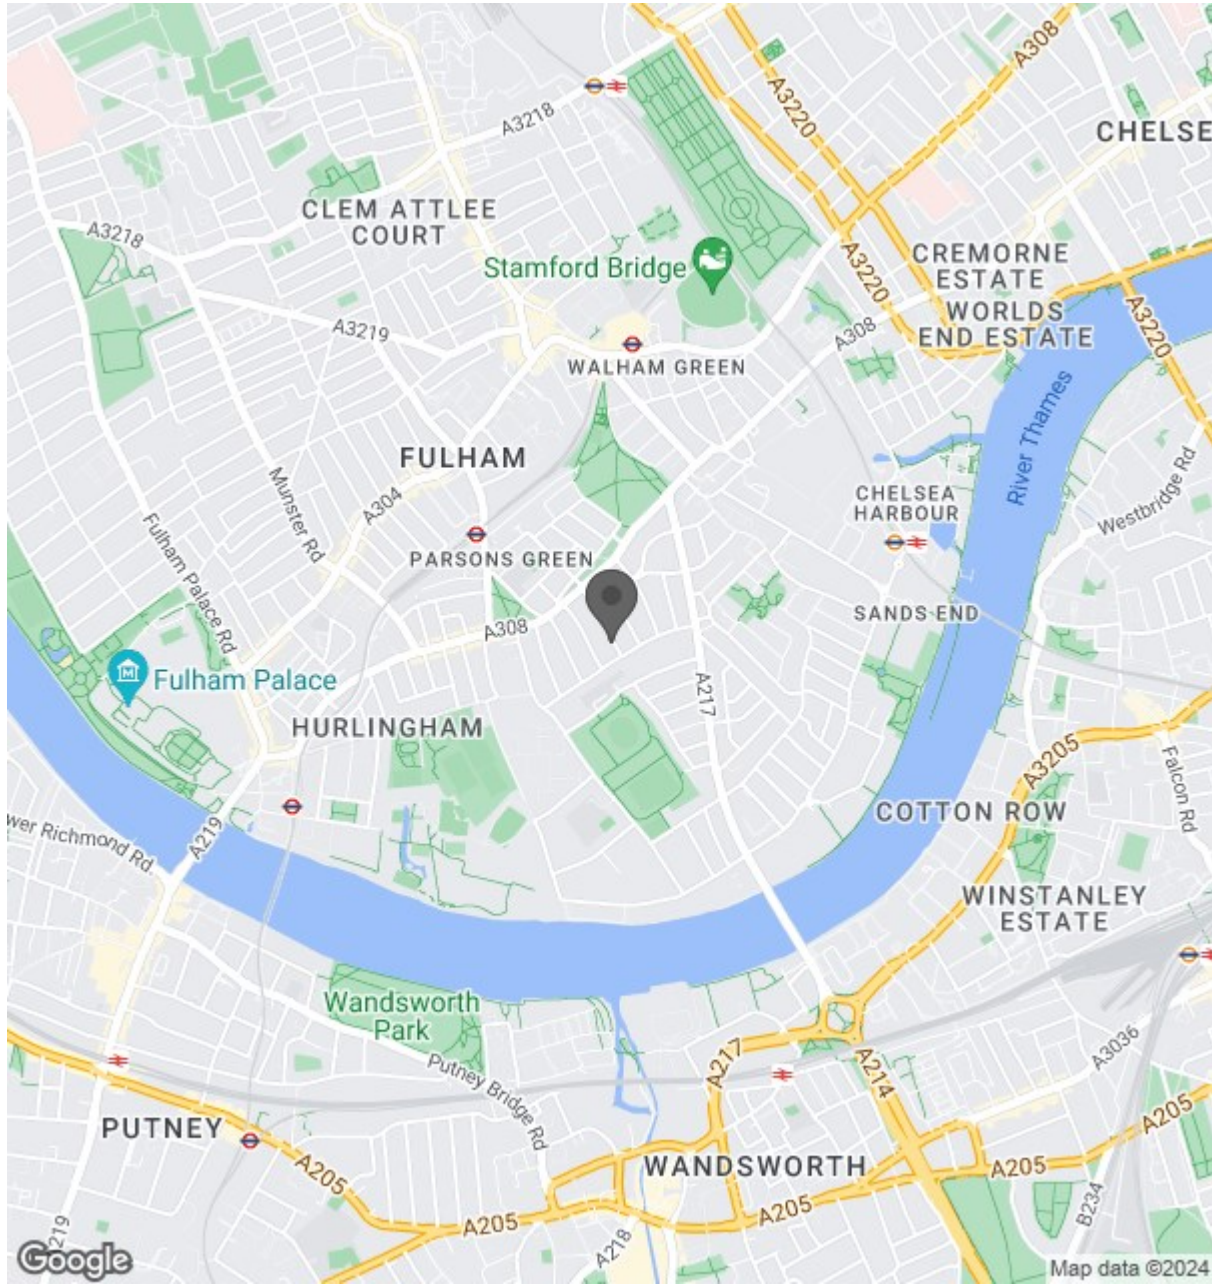 A3220
A308
A3218
A3220
CHELSE
CLEM ATTLEE
COURT
A3218
Stamford Bridge
A3220
CREMORNE
ESTATE
WORLDS
END ESTATE
A3219
A308
A3220
WALHAM GREEN
River Thames
FULHAM
Munster Rd
A304
CHELSEA
HARBOUR
Westbridge Rd
Fulham Palace Rd
PARSONS GREEN
A308
SANDS END
Fulham Palace
A217
HURLINGHAM
A3205
Falcon Rd
A219
wer Richmond Rd.
COTTON ROW
WINSTANLEY
ESTATE
Wandsworth
Park
Putney Bridge Rd
A217
A214
A3036
PUTNEY
A205
A205
WANDSWORTH
A205
A205
A205
B234
A219
A218
Google
Map data ©2024